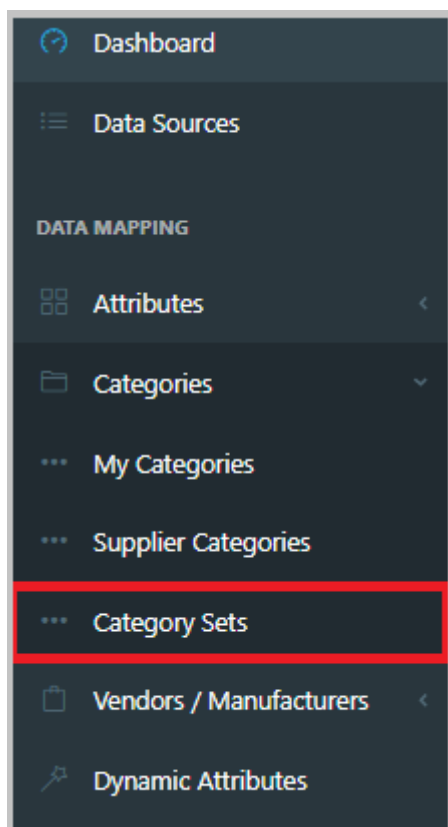 Dashboard
Data Sources
DATA MAPPING
Attributes
Categories
My Categories
Supplier Categories
Category Sets
Vendors / Manufacturers
Dynamic Attributes